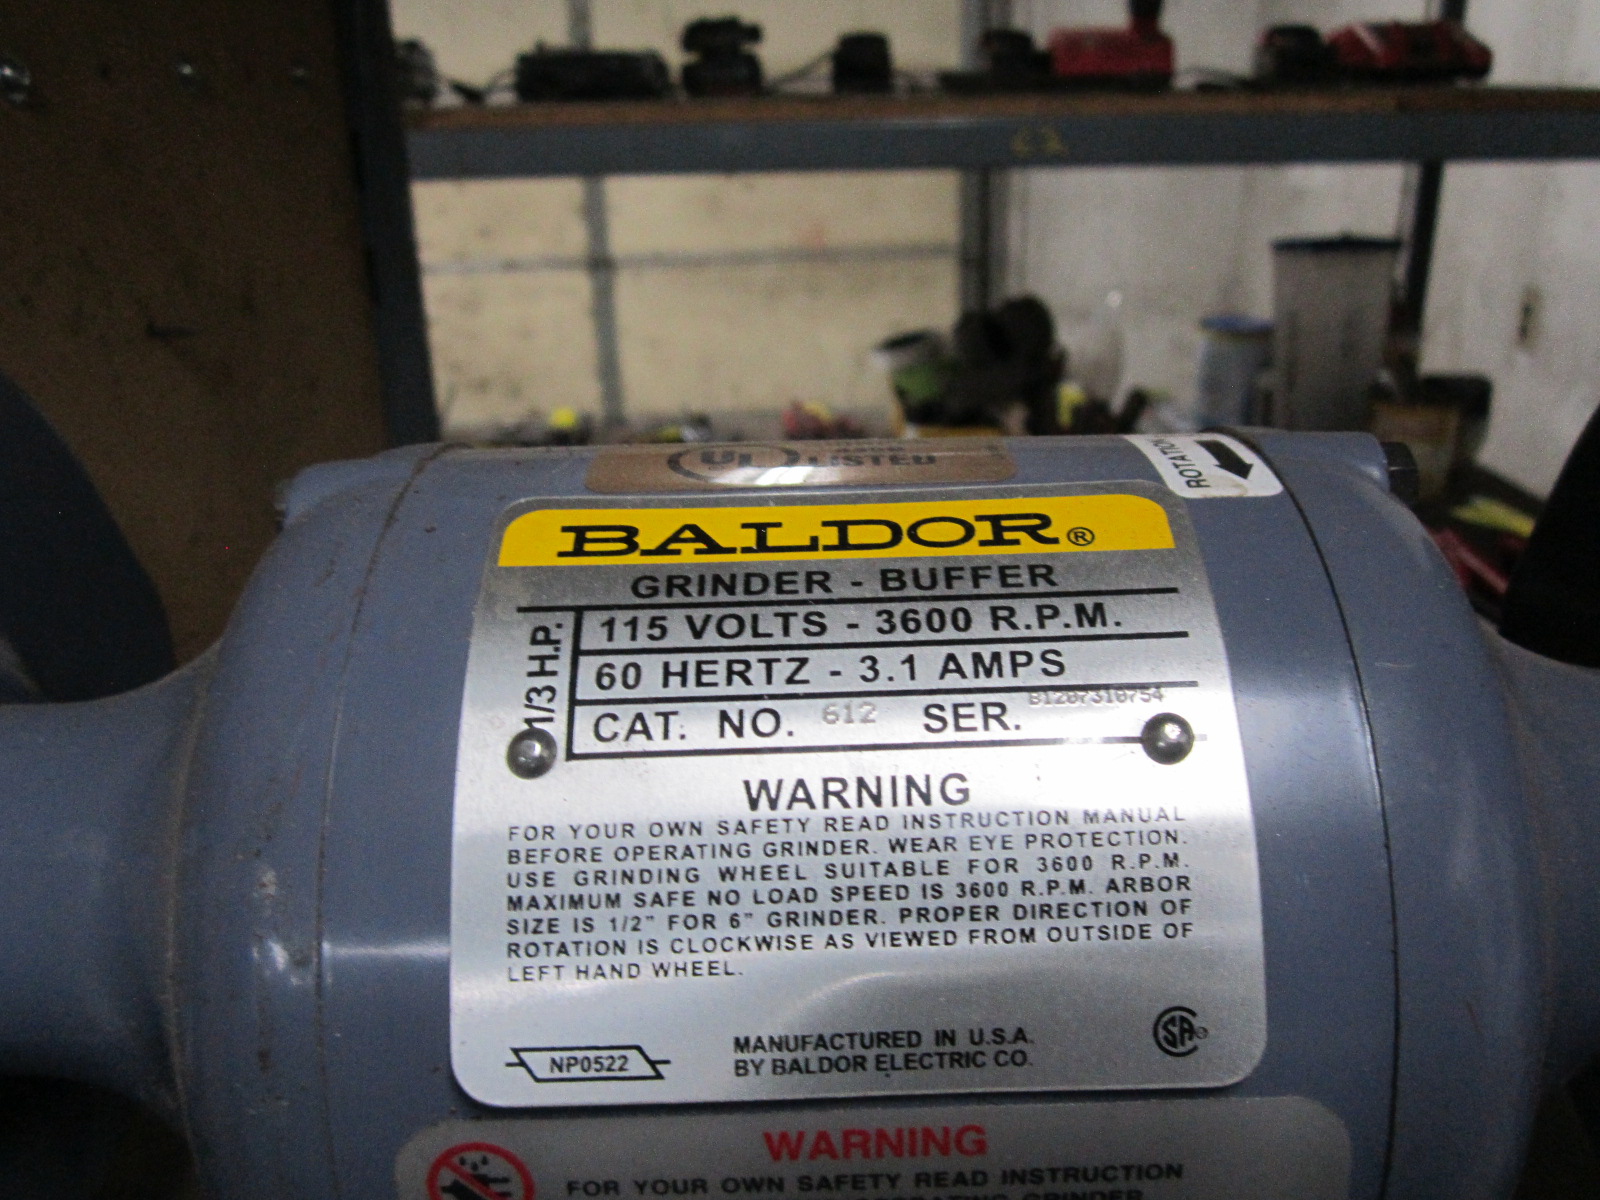 UL LISTED
ROTATION
BALDOR®
GRINDER - BUFFER
1/3 H.P.
115 VOLTS - 3600 R.P.M.
60 HERTZ - 3.1 AMPS
CAT. NO. 612 SER. B1207310754
WARNING
FOR YOUR OWN SAFETY READ INSTRUCTION MANUAL
BEFORE OPERATING GRINDER. WEAR EYE PROTECTION.
USE GRINDING WHEEL SUITABLE FOR 3600 R.P.M.
MAXIMUM SAFE NO LOAD SPEED IS 3600 R.P.M. ARBOR
SIZE IS 1/2" FOR 6" GRINDER. PROPER DIRECTION OF
ROTATION IS CLOCKWISE AS VIEWED FROM OUTSIDE OF
LEFT HAND WHEEL.
NP0522
MANUFACTURED IN U.S.A.
BY BALDOR ELECTRIC CO.
SA®
WARNING
FOR YOUR OWN SAFETY READ INSTRUCTION
GRINDER